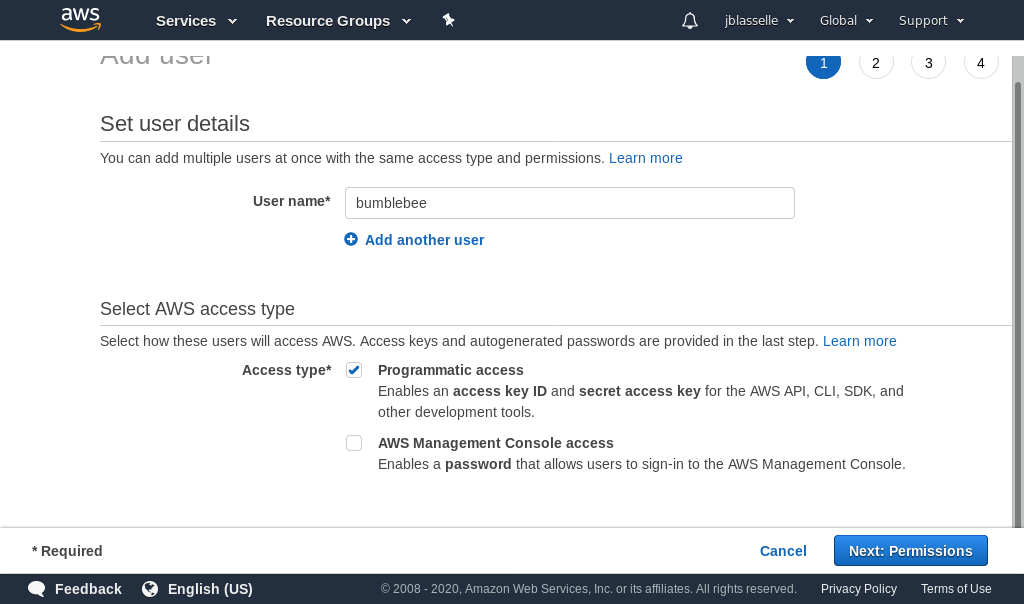 aws Services Resource Groups jblasselle Global Support
Add user 1 2 3 4
Set user details
You can add multiple users at once with the same access type and permissions. Learn more
User name* bumblebee
Add another user
Select AWS access type
Select how these users will access AWS. Access keys and autogenerated passwords are provided in the last step. Learn more
Access type* Programmatic access
Enables an access key ID and secret access key for the AWS API, CLI, SDK, and
other development tools.
AWS Management Console access
Enables a password that allows users to sign-in to the AWS Management Console.
* Required Cancel Next: Permissions
Feedback English (US) © 2008 - 2020, Amazon Web Services, Inc. or its affiliates. All rights reserved. Privacy Policy Terms of Use